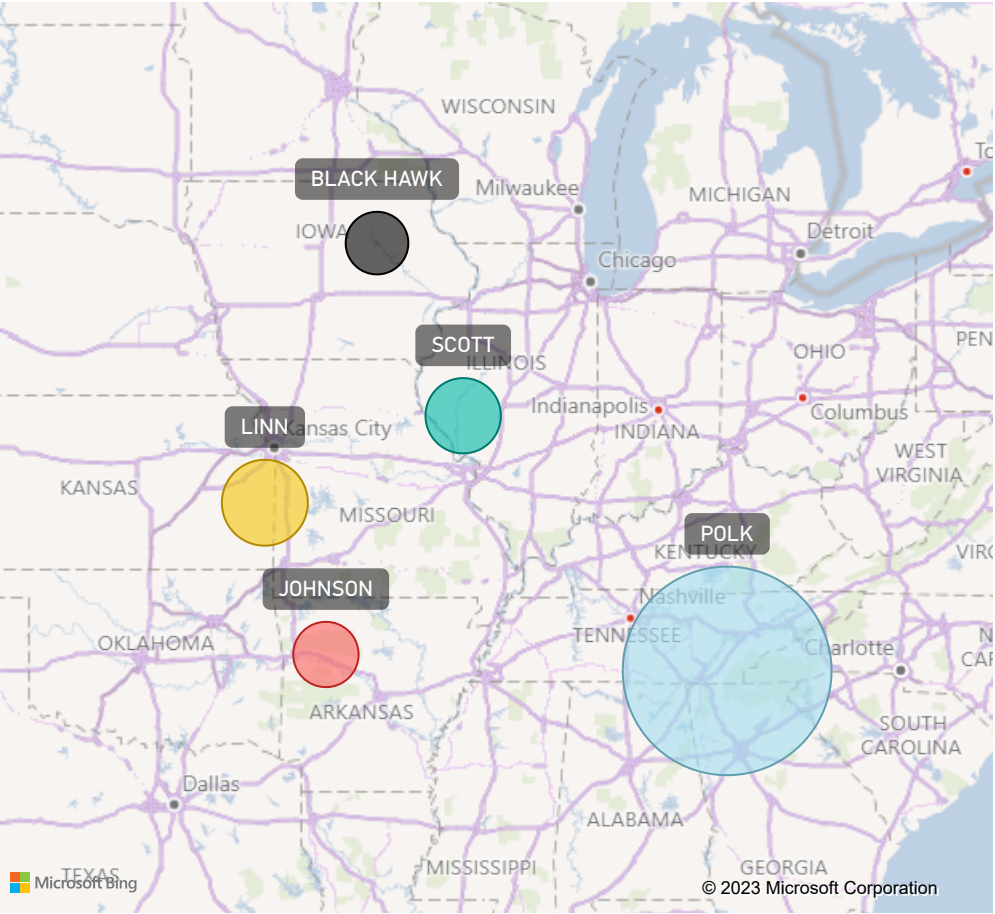 WISCONSIN
BLACK HAWK
To
Milwaukee
MICHIGAN
IOWA
Detroit
Chicago
SCOTT
ILLINOIS
OHIO
PEN
Indianapolis
Columbus
LINN
Kansas City
INDIANA
WEST
VIRGINIA
KANSAS
MISSOURI
POLK
KENTUCKY
VIRG
JOHNSON
Nashville
TENNESSEE
N
OKLAHOMA
Charlotte
CAR
ARKANSAS
SOUTH
CAROLINA
Dallas
ALABAMA
MISSISSIPPI
GEORGIA
TEXAS
Microsoft Bing
© 2023 Microsoft Corporation